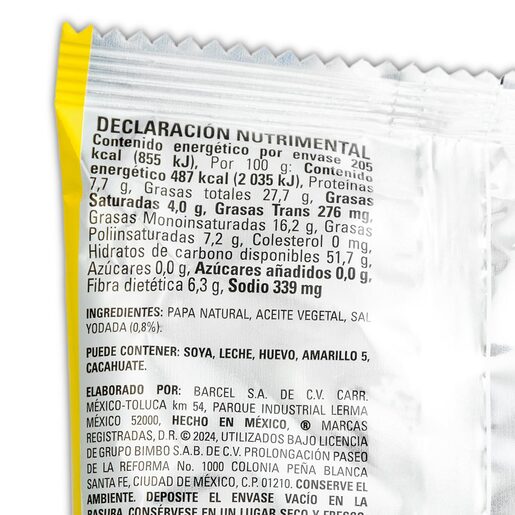 DECLARACIÓN NUTRIMENTAL
Contenido energético por envase 205
kcal (855 kJ), Por 100 g: Contenido
energético 487 kcal (2 035 kJ), Proteínas
7,7 g, Grasas totales 27,7 g, Grasas
Saturadas 4,0 g, Grasas Trans 276 mg,
Grasas Monoinsaturadas 16,2 g, Grasas
Poliinsaturadas 7,2 g, Colesterol 0 mg,
Hidratos de carbono disponibles 51,7 g,
Azúcares 0,0 g, Azúcares añadidos 0,0 g,
Fibra dietética 6,3 g, Sodio 339 mg
INGREDIENTES: PAPA NATURAL, ACEITE VEGETAL, SAL
YODADA (0,8%).
PUEDE CONTENER: SOYA, LECHE, HUEVO, AMARILLO 5,
CACAHUATE.
ELABORADO POR: BARCEL S.A. DE C.V. CARR.
MÉXICO-TOLUCA km 54, PARQUE INDUSTRIAL LERMA
MÉXICO 52000, HECHO EN MÉXICO, ® MARCAS
REGISTRADAS, D.R. © 2024, UTILIZADOS BAJO LICENCIA
DE GRUPO BIMBO S.A.B. DE C.V. PROLONGACIÓN PASEO
DE LA REFORMA No. 1000 COLONIA PEÑA BLANCA
SANTA FE, CIUDAD DE MÉXICO, C.P. 01210. CONSERVE EL
AMBIENTE. DEPOSITE EL ENVASE VACÍO EN LA
BASURA. CONSÉRVESE EN UN LUGAR SECO Y FRESCO.